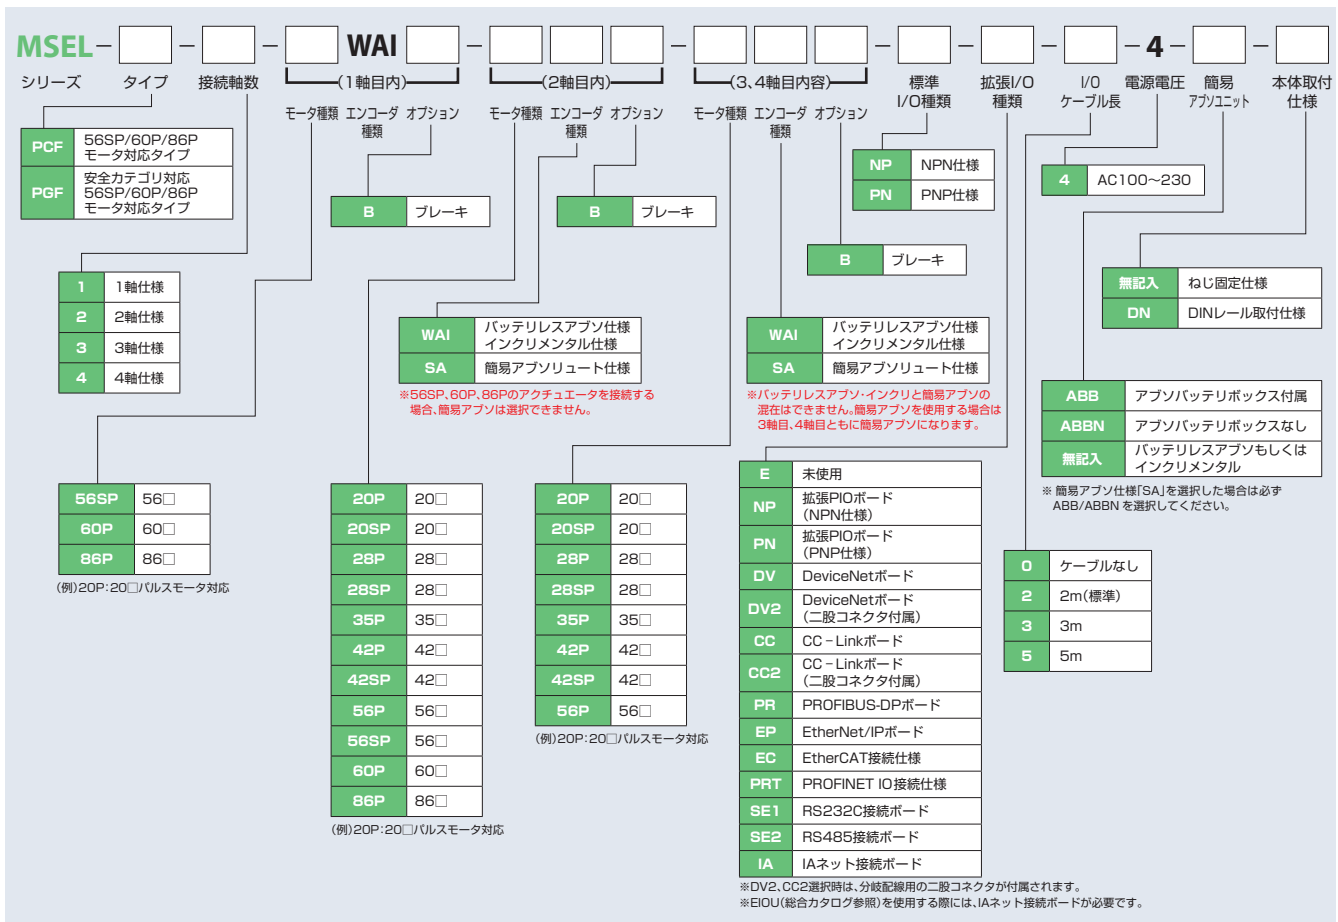 MSEL - □ - □ - □ WAI □ - □ □ □ - □ □ □ - □ - □ - □ - 4 - □ - □
シリーズ タイプ 接続軸数 (1軸目内) (2軸目内) (3、4軸目内容) 標準 I/O種類 拡張I/O 種類 I/O ケーブル長 電源電圧 簡易 アブソユニット 本体取付 仕様
モータ種類 エンコーダ 種類 オプション
モータ種類 エンコーダ 種類 オプション
モータ種類 エンコーダ 種類 オプション
PCF 56SP/60P/86P
モータ対応タイプ
PGF 安全カテゴリ対応
56SP/60P/86P
モータ対応タイプ
1 1軸仕様
2 2軸仕様
3 3軸仕様
4 4軸仕様
56SP 56□
60P 60□
86P 86□
(例)20P:20□パルスモータ対応
B ブレーキ
20P 20□
20SP 20□
28P 28□
28SP 28□
35P 35□
42P 42□
42SP 42□
56P 56□
56SP 56□
60P 60□
86P 86□
(例)20P:20□パルスモータ対応
WAI バッテリレスアブソ仕様
インクリメンタル仕様
SA 簡易アブソリュート仕様
※56SP、60P、86Pのアクチュエータを接続する
場合、簡易アブソは選択できません。
B ブレーキ
20P 20□
20SP 20□
28P 28□
28SP 28□
35P 35□
42P 42□
42SP 42□
56P 56□
(例)20P:20□パルスモータ対応
WAI バッテリレスアブソ仕様
インクリメンタル仕様
SA 簡易アブソリュート仕様
※バッテリレスアブソ・インクリと簡易アブソの
混在はできません。簡易アブソを使用する場合は
3軸目、4軸目ともに簡易アブソになります。
B ブレーキ
NP NPN仕様
PN PNP仕様
E 未使用
NP 拡張PIOボード
(NPN仕様)
PN 拡張PIOボード
(PNP仕様)
DV DeviceNetボード
DV2 DeviceNetボード
(二股コネクタ付属)
CC CC-Linkボード
CC2 CC-Linkボード
(二股コネクタ付属)
PR PROFIBUS-DPボード
EP EtherNet/IPボード
EC EtherCAT接続仕様
PRT PROFINET IO接続仕様
SE1 RS232C接続ボード
SE2 RS485接続ボード
IA IAネット接続ボード
※DV2、CC2選択時は、分岐配線用の二股コネクタが付属されます。
※EIOU(総合カタログ参照)を使用する際には、IAネット接続ボードが必要です。
0 ケーブルなし
2 2m(標準)
3 3m
5 5m
4 AC100～230
ABB アブソバッテリボックス付属
ABBN アブソバッテリボックスなし
無記入 バッテリレスアブソもしくは
インクリメンタル
※ 簡易アブソ仕様「SA」を選択した場合は必ず
ABB/ABBN を選択してください。
無記入 ねじ固定仕様
DN DINレール取付仕様